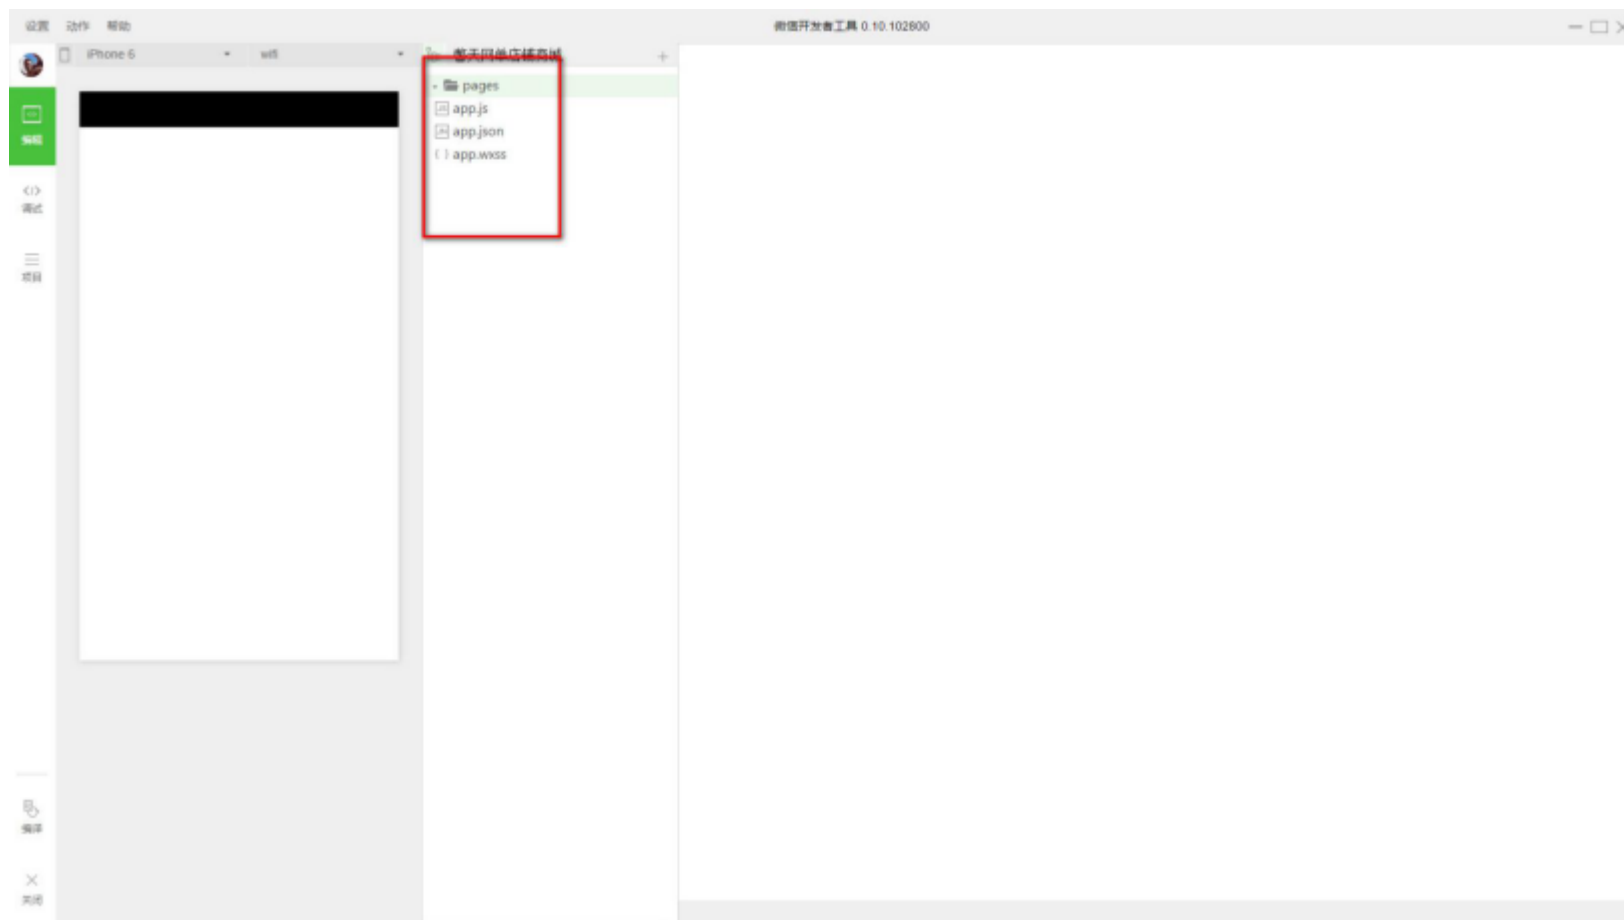 设置 动作 帮助
微信开发者工具 0.10.102800
iPhone 6
wifi
pages
app.js
app.json
app.wxss
编辑
调试
项目
编译
关闭